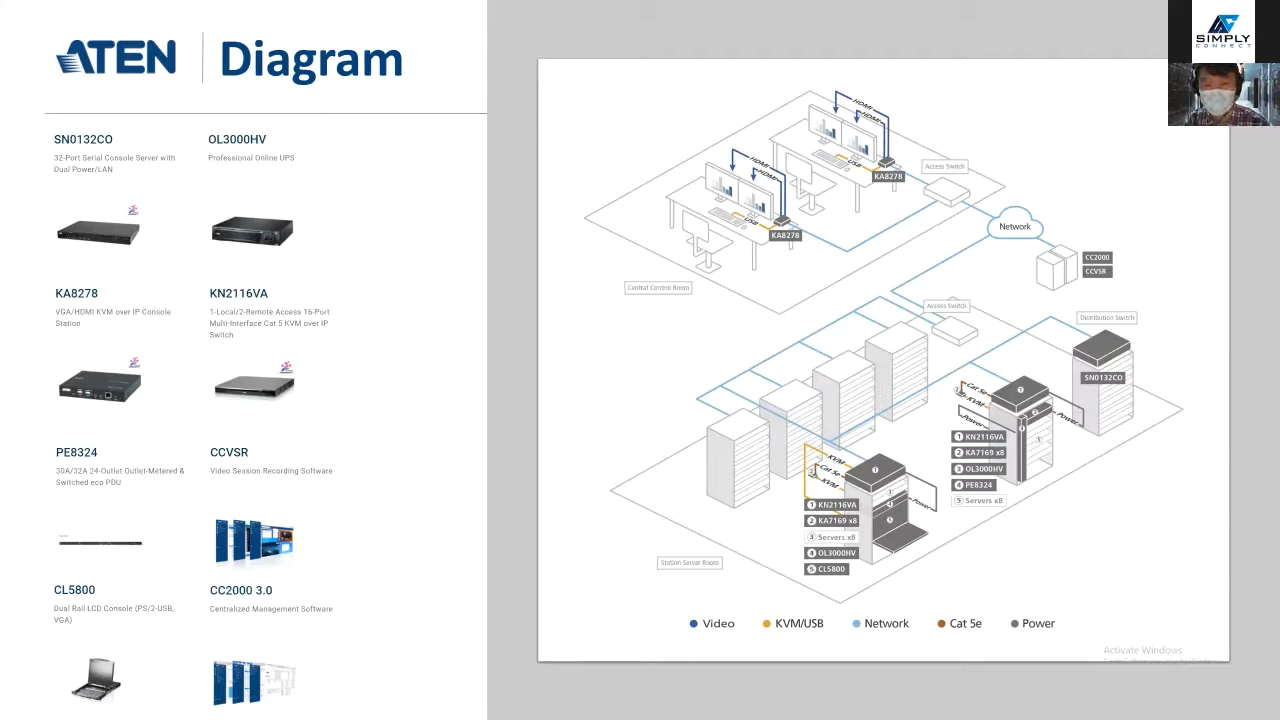 ATEN
Diagram
SIMPLY
CONNECT
SN0132CO
32-Port Serial Console Server with
Dual Power/LAN
OL3000HV
Professional Online UPS
KA8278
VGA/HDMI KVM over IP Console
Station
KN2116VA
1-Local/2-Remote Access 16-Port
Multi-Interface Cat 5 KVM over IP
Switch
PE8324
30A/32A 24-Outlet Outlet-Metered &
Switched eco PDU
CCVSR
Video Session Recording Software
CL5800
Dual Rail LCD Console (PS/2-USB,
VGA)
CC2000 3.0
Centralized Management Software
HDMI
HDMI
USB
KA8278
Access Switch
HDMI
HDMI
USB
KA8278
Network
CC2000
CCVSR
Central Control Room
Access Switch
Distribution Switch
SN0132CO
Cat 5e
KVM
Power
Power
1 KN2116VA
2 KA7169 x8
3 OL3000HV
4 PE8324
5 Servers x8
KVM
Cat 5e
KVM
Power
1 KN2116VA
2 KA7169 x8
3 Servers x8
4 OL3000HV
5 CL5800
Station Server Room
Video
KVM/USB
Network
Cat 5e
Power
Activate Windows